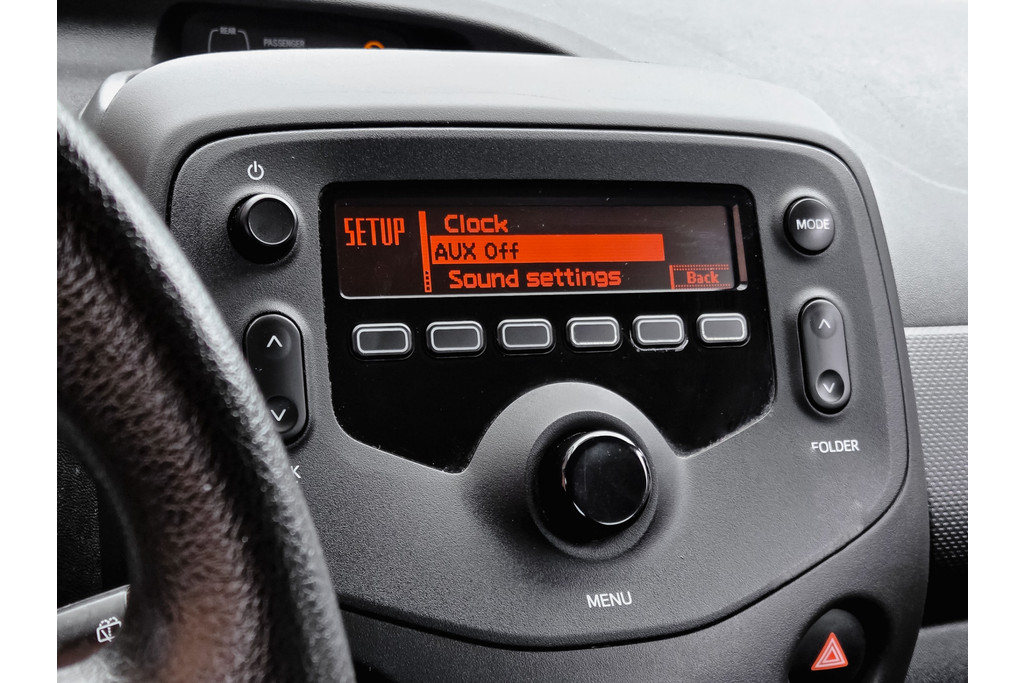 REAR
PASSENGER
MODE
SETUP
Clock
AUX Off
Sound settings
Back
FOLDER
MENU